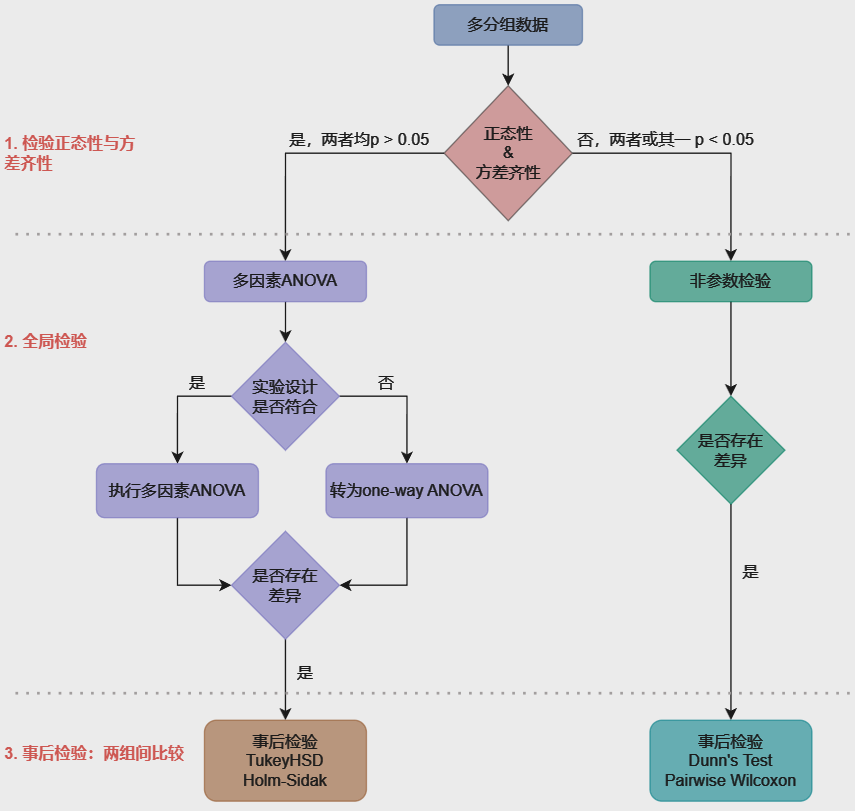 多分组数据
1. 检验正态性与方
差齐性
是，两者均p > 0.05
正态性
&
方差齐性
否，两者或其一 p < 0.05
多因素ANOVA
非参数检验
2. 全局检验
是
实验设计
是否符合
否
是否存在
差异
执行多因素ANOVA
转为one-way ANOVA
是否存在
差异
是
是
3. 事后检验：两组间比较
事后检验
TukeyHSD
Holm-Sidak
事后检验
Dunn's Test
Pairwise Wilcoxon